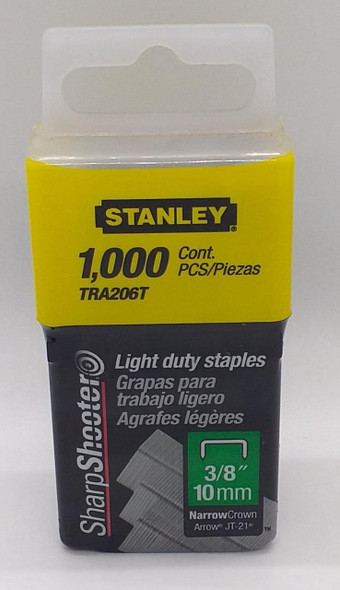 STANLEY®
1,000 Cont. PCS/Piezas
TRA206T
SharpShooter
Light duty staples
Grapas para
trabajo ligero
Agrafes légères
3/8"
10mm
NarrowCrown
Arrow® JT-21®
™